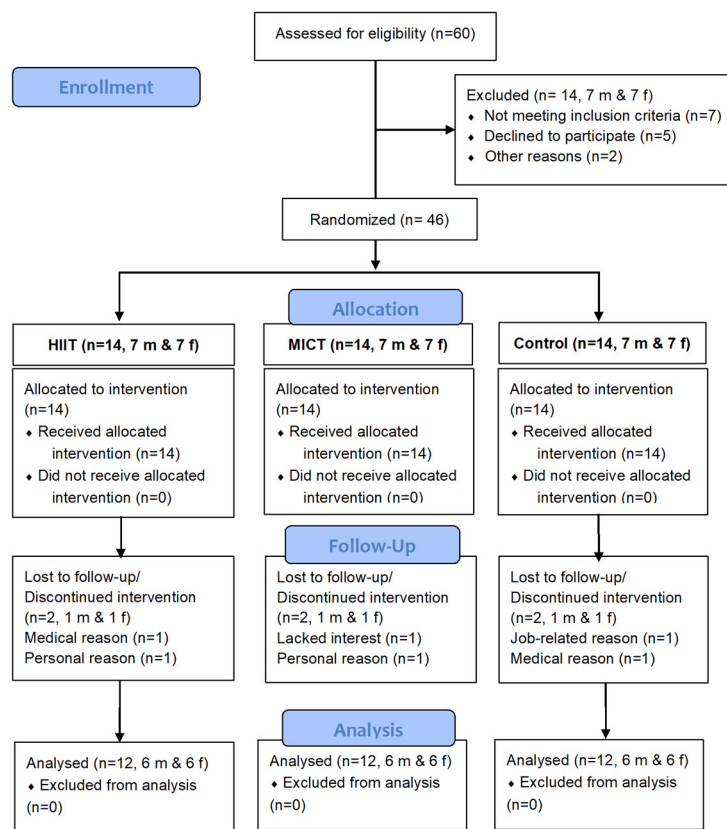 Assessed for eligibility (n=60)
Enrollment
Excluded (n= 14, 7 m & 7 f)
♦ Not meeting inclusion criteria (n=7)
♦ Declined to participate (n=5)
♦ Other reasons (n=2)
Randomized (n= 46)
Allocation
HIIT (n=14, 7 m & 7 f)
Allocated to intervention
(n=14)
♦ Received allocated
intervention (n=14)
♦ Did not receive allocated
intervention (n=0)
MICT (n=14, 7 m & 7 f)
Allocated to intervention
(n=14)
♦ Received allocated
intervention (n=14)
♦ Did not receive allocated
intervention (n=0)
Control (n=14, 7 m & 7 f)
Allocated to intervention
(n=14)
♦ Received allocated
intervention (n=14)
♦ Did not receive allocated
intervention (n=0)
Follow-Up
Lost to follow-up/
Discontinued intervention
(n=2, 1 m & 1 f)
Medical reason (n=1)
Personal reason (n=1)
Lost to follow-up/
Discontinued intervention
(n=2, 1 m & 1 f)
Lacked interest (n=1)
Personal reason (n=1)
Lost to follow-up/
Discontinued intervention
(n=2, 1 m & 1 f)
Job-related reason (n=1)
Medical reason (n=1)
Analysis
Analysed (n=12, 6 m & 6 f)
♦ Excluded from analysis
(n=0)
Analysed (n=12, 6 m & 6 f)
♦ Excluded from analysis
(n=0)
Analysed (n=12, 6 m & 6 f)
♦ Excluded from analysis
(n=0)